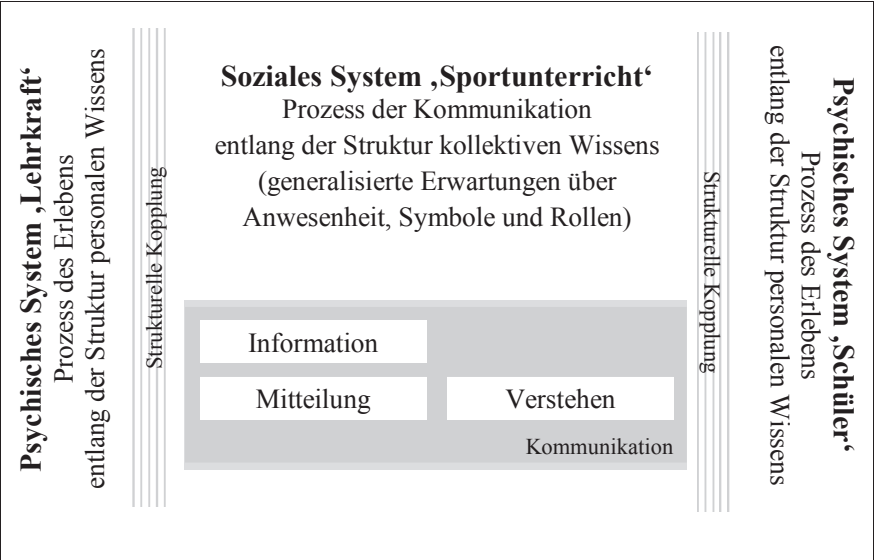 Psychisches System ‚Lehrkraft‘
Prozess des Erlebens
entlang der Struktur personalen Wissens
Strukturelle Kopplung
Soziales System ‚Sportunterricht‘
Prozess der Kommunikation
entlang der Struktur kollektiven Wissens
(generalisierte Erwartungen über
Anwesenheit, Symbole und Rollen)
Information
Mitteilung
Verstehen
Kommunikation
Strukturelle Kopplung
Psychisches System ‚Schüler‘
Prozess des Erlebens
entlang der Struktur personalen Wissens